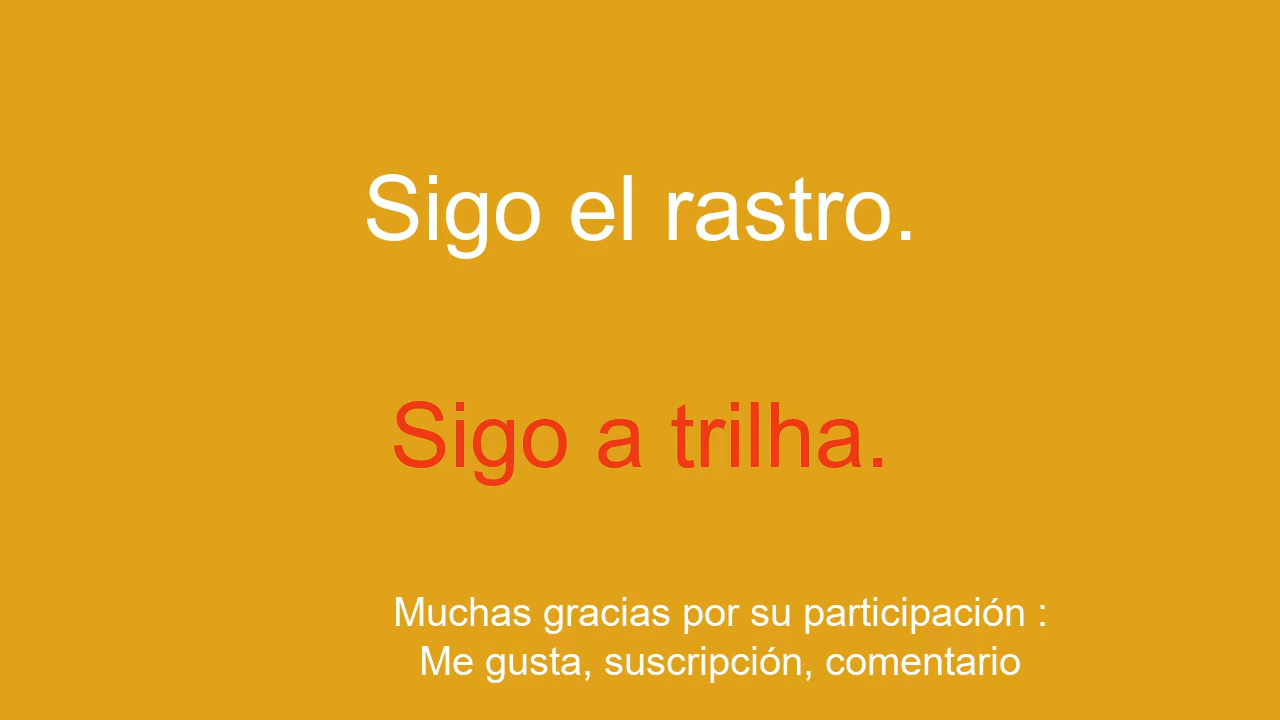 Sigo el rastro.
Sigo a trilha.
Muchas gracias por su participación :
Me gusta, suscripción, comentario